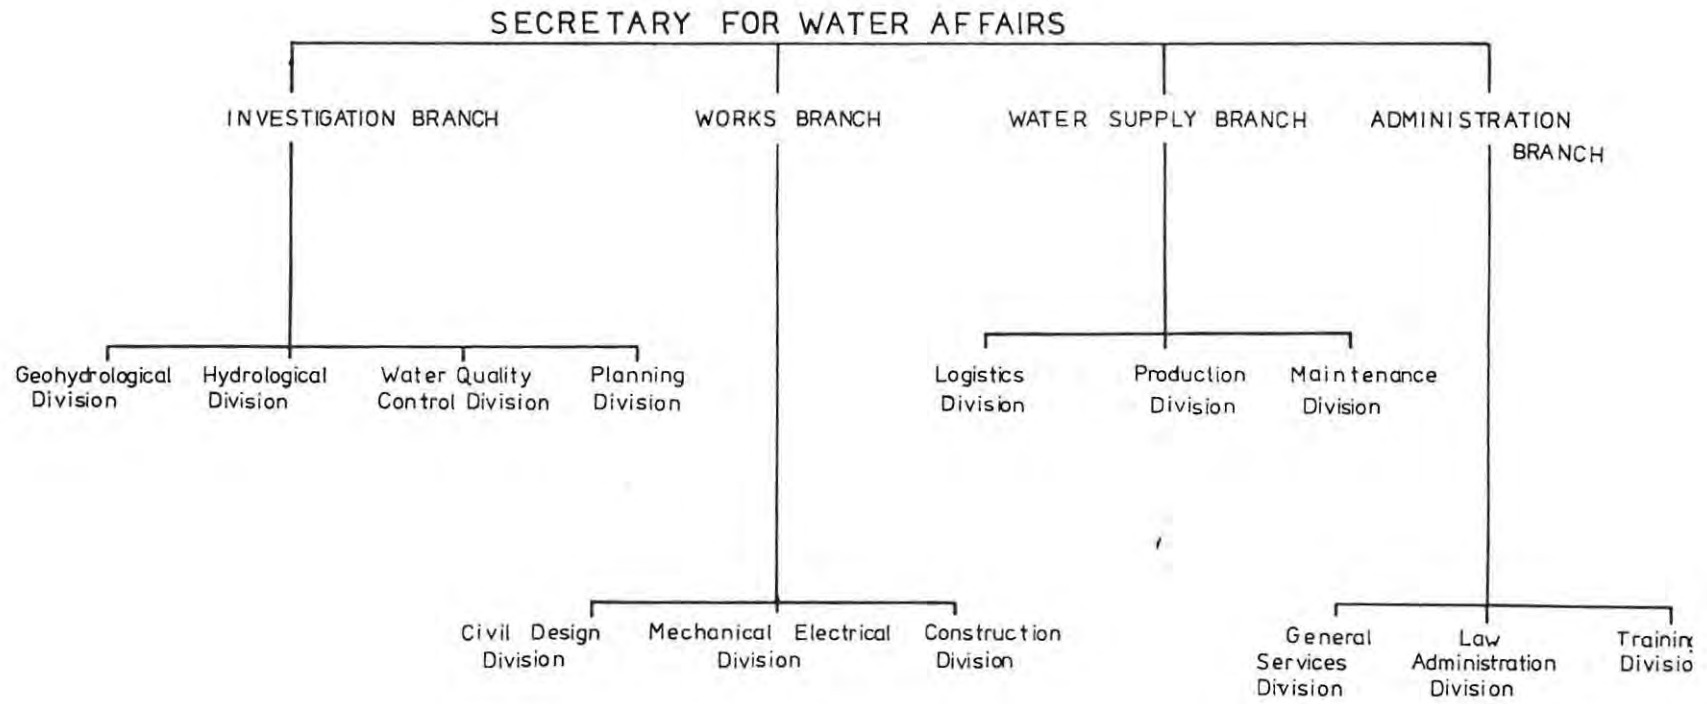 SECRETARY FOR WATER AFFAIRS
INVESTIGATION BRANCH
WORKS BRANCH
WATER SUPPLY BRANCH
ADMINISTRATION
BRANCH
Geohydrological
Division
Hydrological
Division
Water Quality
Control Division
Planning
Division
Logistics
Division
Production
Division
Maintenance
Division
Civil Design
Division
Mechanical Electrical
Division
Construction
Division
General
Services
Division
Law
Administration
Division
Training
Divisio